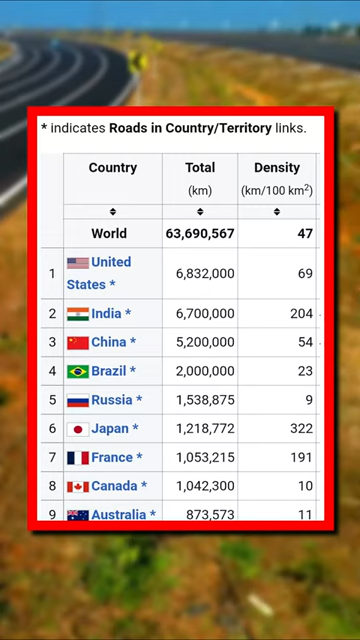 * indicates Roads in Country/Territory links.
Country Total Density
(km) (km/100 km²)
World 63,690,567 47
1 United States * 6,832,000 69
2 India * 6,700,000 204
3 China * 5,200,000 54
4 Brazil * 2,000,000 23
5 Russia * 1,538,875 9
6 Japan * 1,218,772 322
7 France * 1,053,215 191
8 Canada * 1,042,300 10
9 Australia * 873,573 11